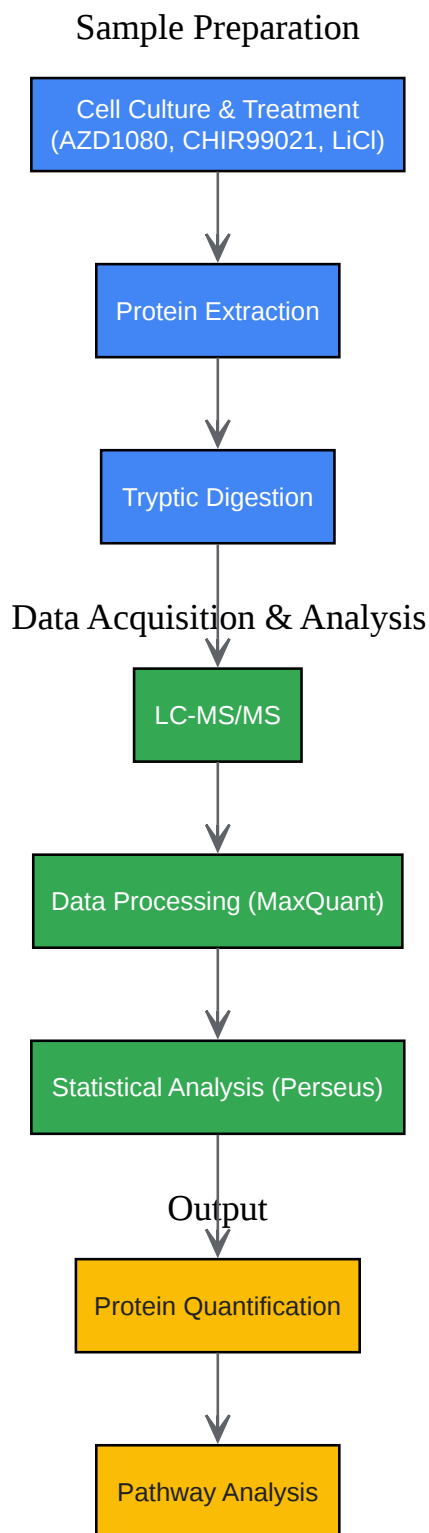 Sample Preparation
Cell Culture & Treatment
(AZD1080, CHIR99021, LiCl)
Protein Extraction
Tryptic Digestion
Data Acquisition & Analysis
LC-MS/MS
Data Processing (MaxQuant)
Statistical Analysis (Perseus)
Output
Protein Quantification
Pathway Analysis